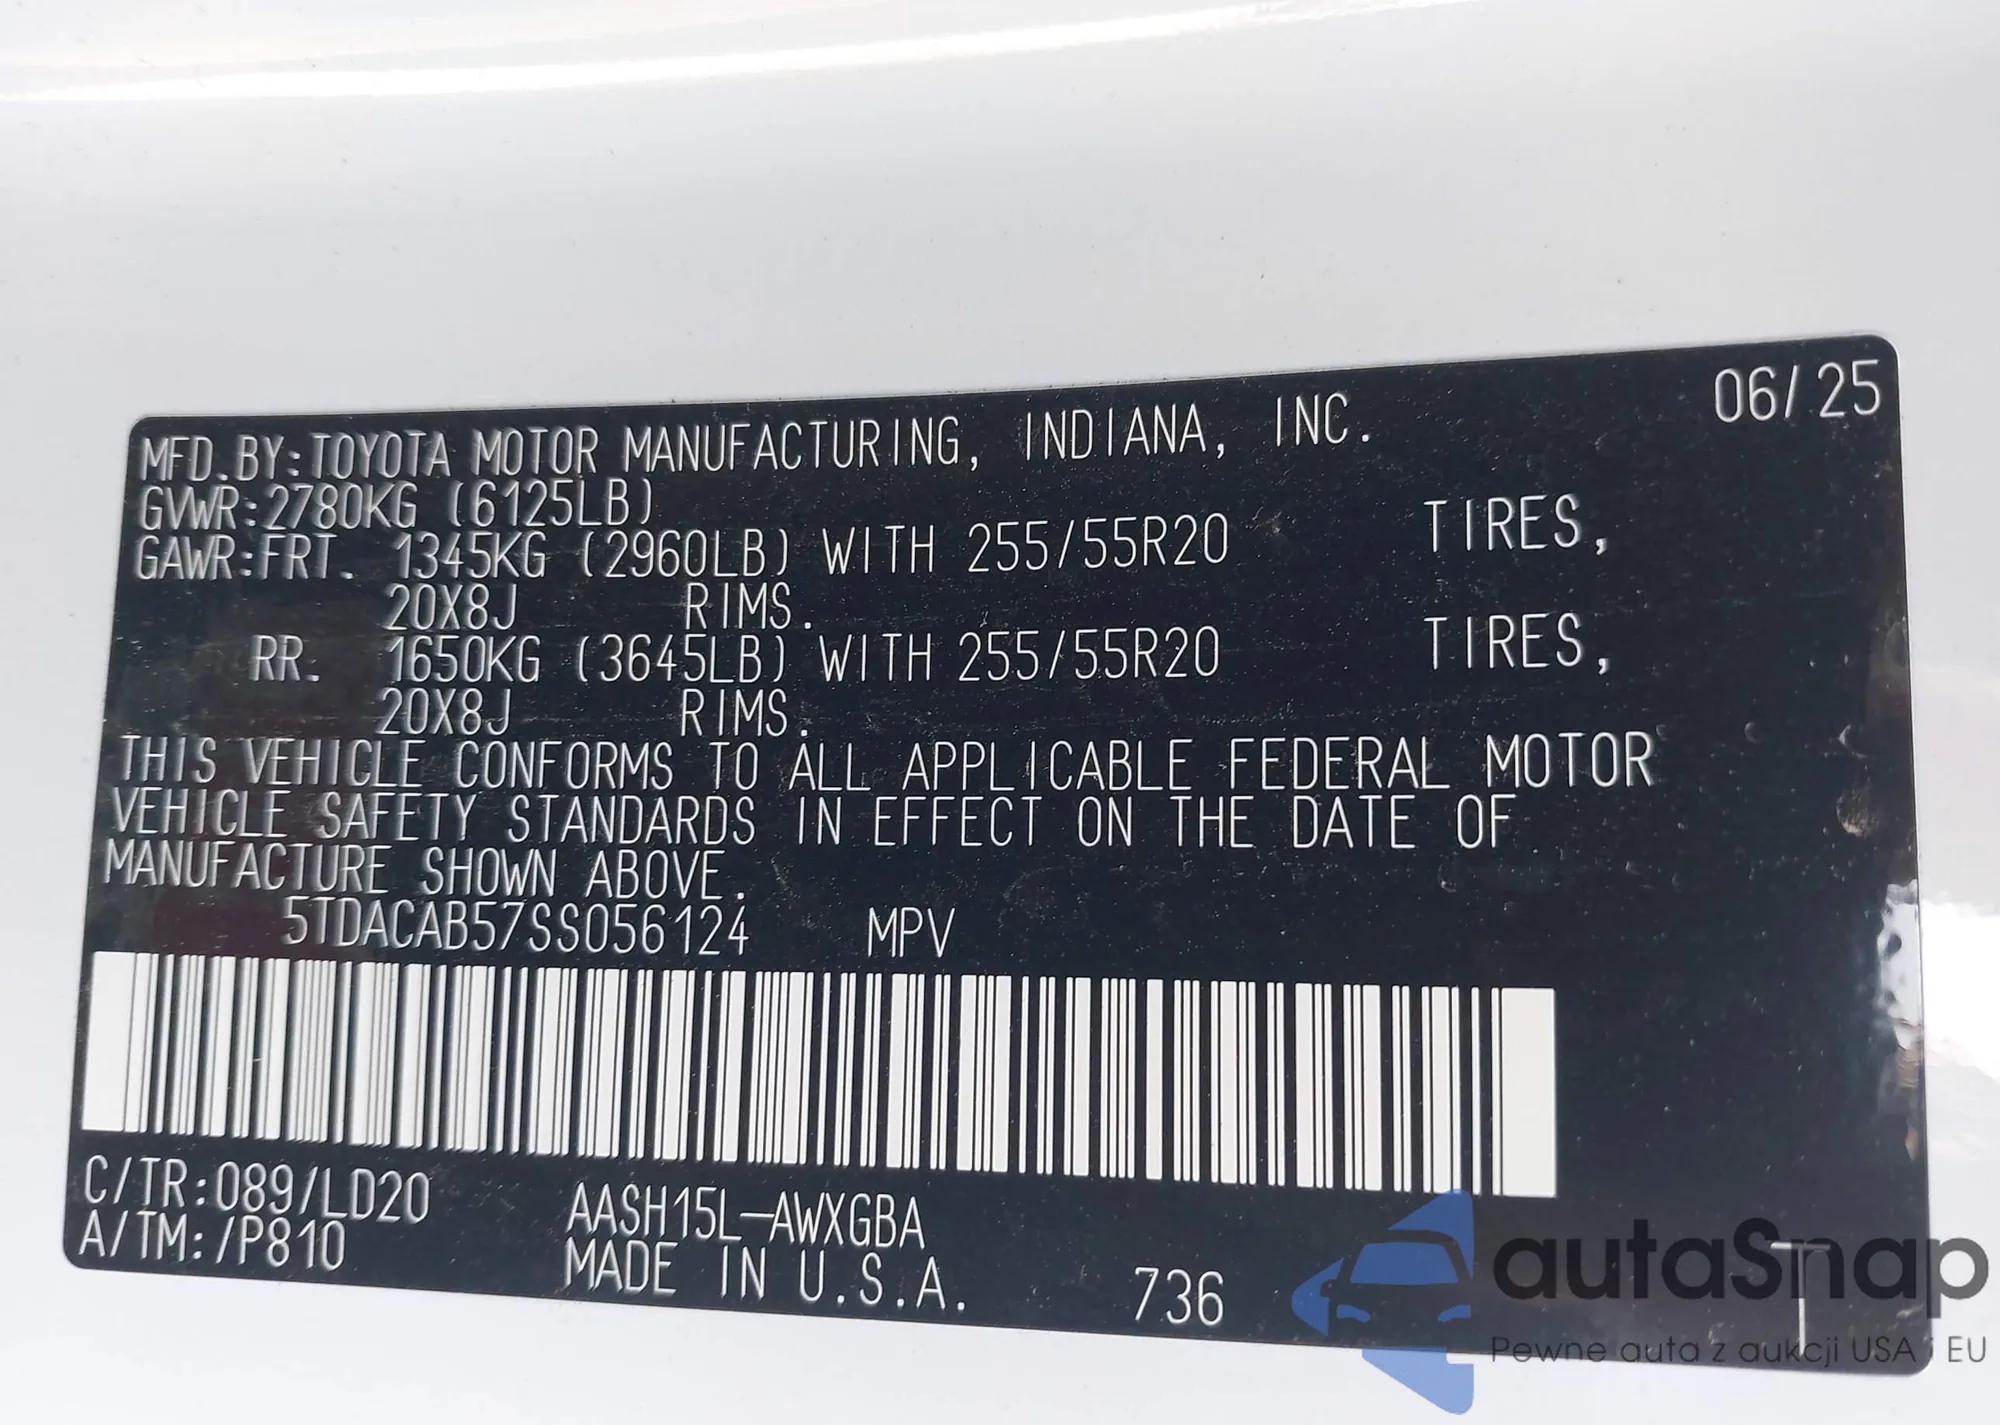 06/25
MFD.BY:TOYOTA MOTOR MANUFACTURING, INDIANA, INC.
GVWR:2780KG (6125LB)
GAWR:FRT. 1345KG (2960LB) WITH 255/55R20 TIRES,
20X8J RIMS.
RR. 1650KG (3645LB) WITH 255/55R20 TIRES,
20X8J RIMS.
THIS VEHICLE CONFORMS TO ALL APPLICABLE FEDERAL MOTOR
VEHICLE SAFETY STANDARDS IN EFFECT ON THE DATE OF
MANUFACTURE SHOWN ABOVE.
5TDACAB57SS056124 MPV
C/TR:089/LD20 AASH15L-AWXGBA
A/TM:/P810 MADE IN U.S.A. 736 T
autaSnap
Pewne auta z aukcji USA i EU